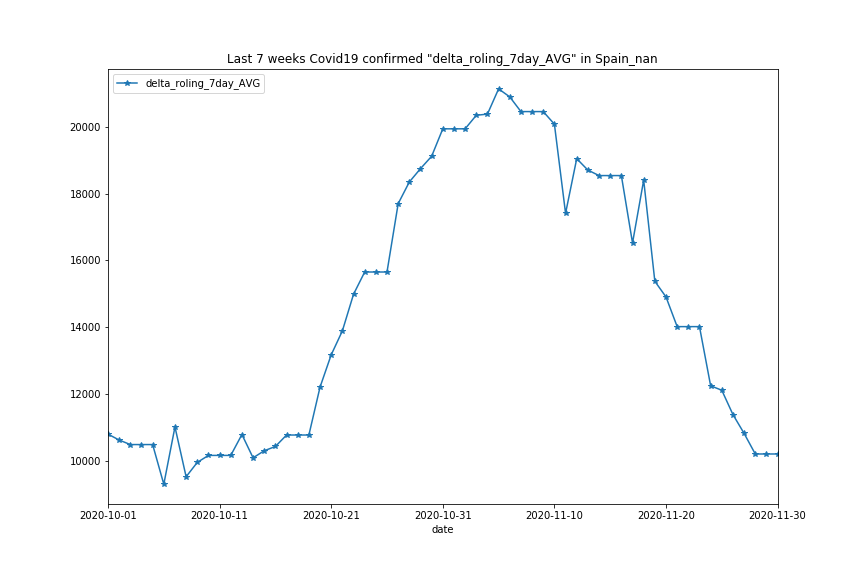 Last 7 weeks Covid19 confirmed "delta_roling_7day_AVG" in Spain_nan
delta_roling_7day_AVG
20000
18000
16000
14000
12000
10000
2020-10-01 2020-10-11 2020-10-21 2020-10-31 2020-11-10 2020-11-20 2020-11-30
date